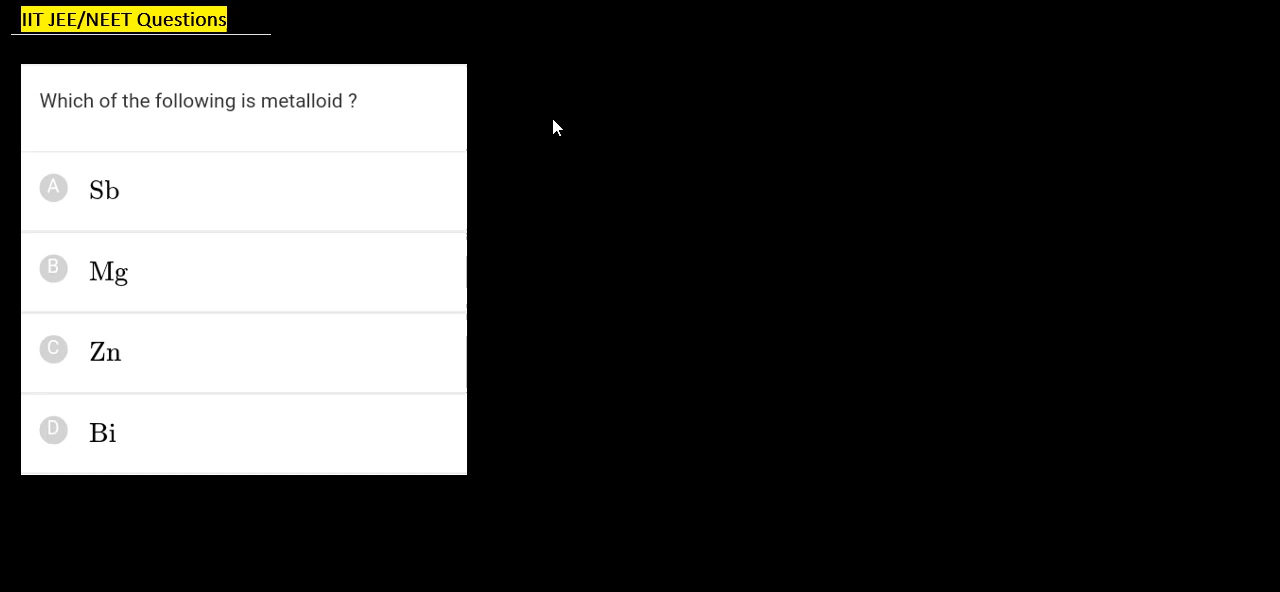 IIT JEE/NEET Questions
Which of the following is metalloid ?
A Sb
B Mg
C Zn
D Bi